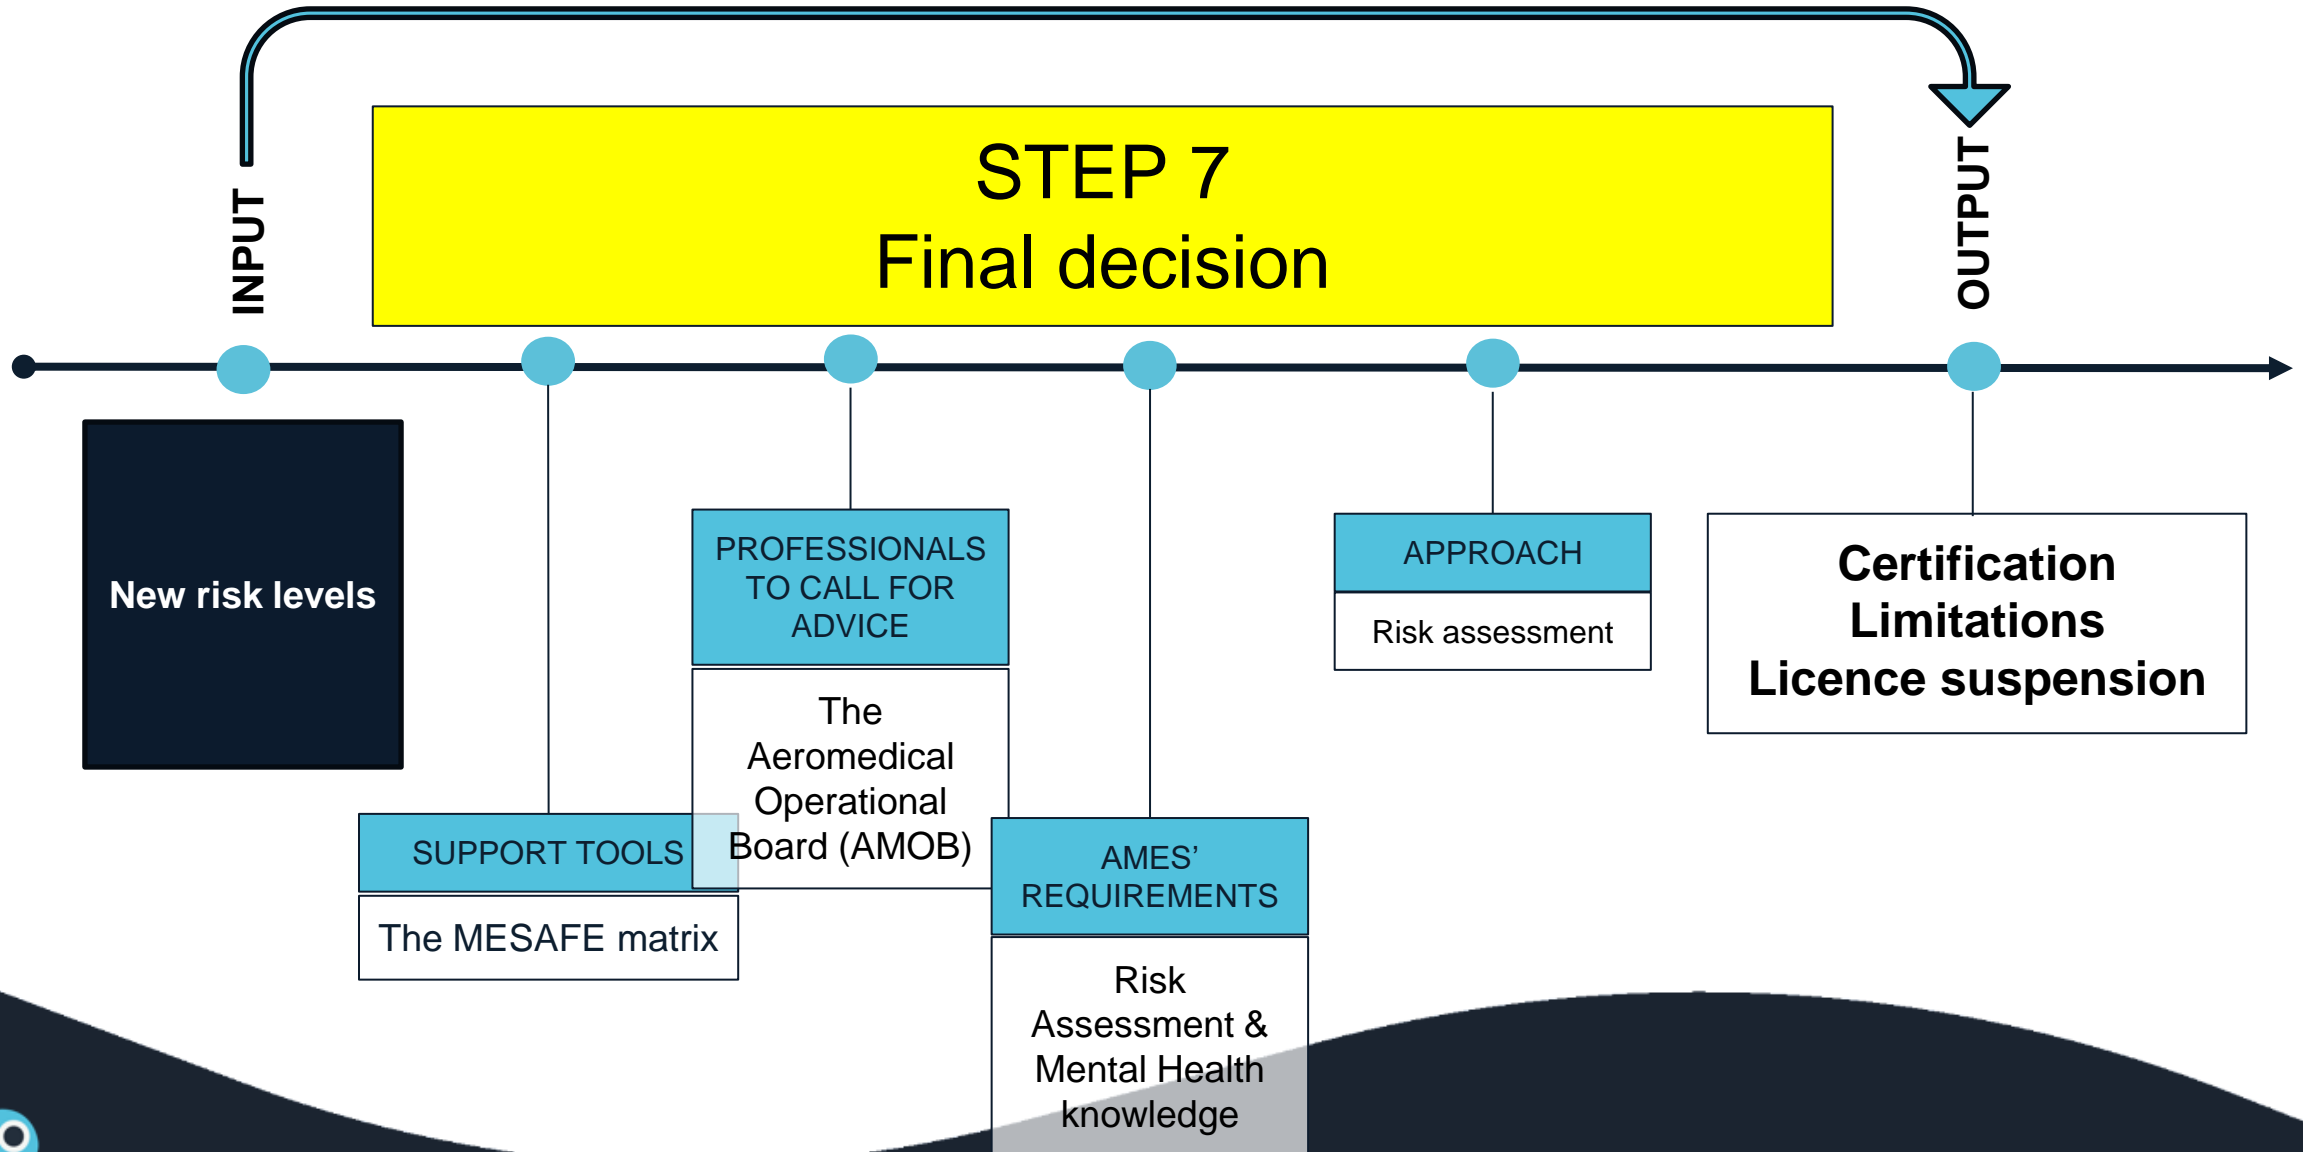 STEP 7
Final decision
INPUT
OUTPUT
New risk levels
SUPPORT TOOLS
The MESAFE matrix
PROFESSIONALS
TO CALL FOR
ADVICE
The
Aeromedical
Operational
Board (AMOB)
AMES’
REQUIREMENTS
Risk
Assessment &
Mental Health
knowledge
APPROACH
Risk assessment
Certification
Limitations
Licence suspension